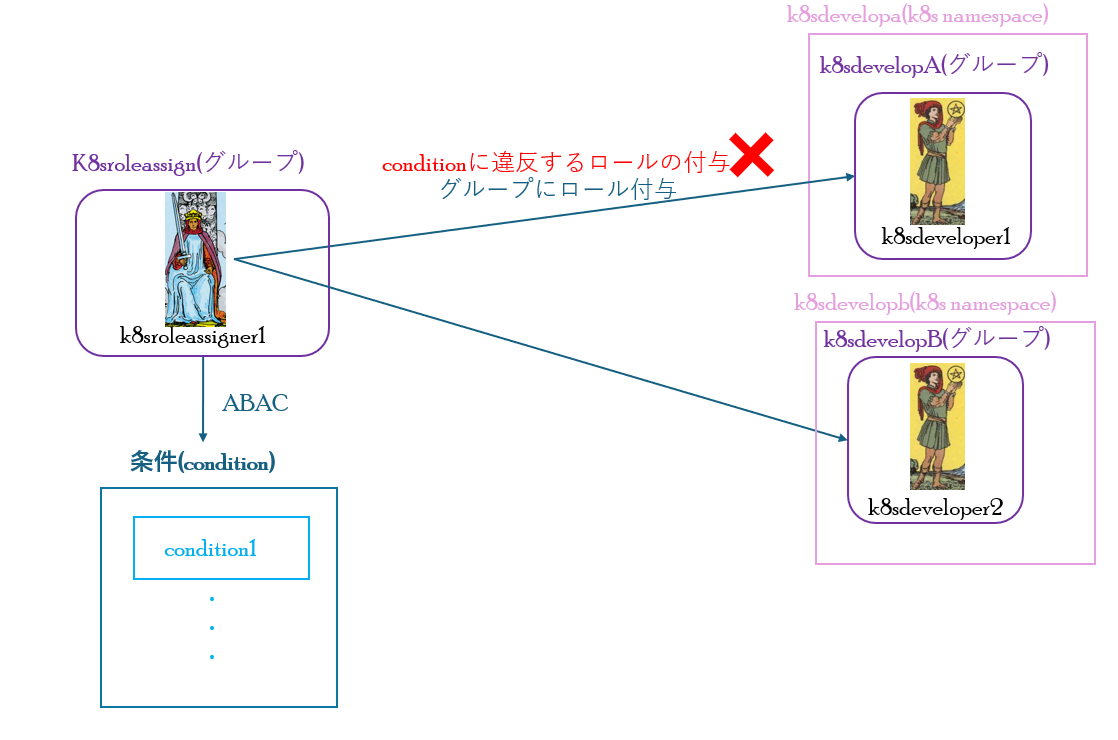 k8sdevelopa(k8s namespace)
k8sdevelopA(グループ)
k8sdeveloper1
K8sroleassign(グループ)
k8sroleassigner1
conditionに違反するロールの付与
グループにロール付与
k8sdevelopb(k8s namespace)
k8sdevelopB(グループ)
k8sdeveloper2
ABAC
条件(condition)
condition1
・
・
・